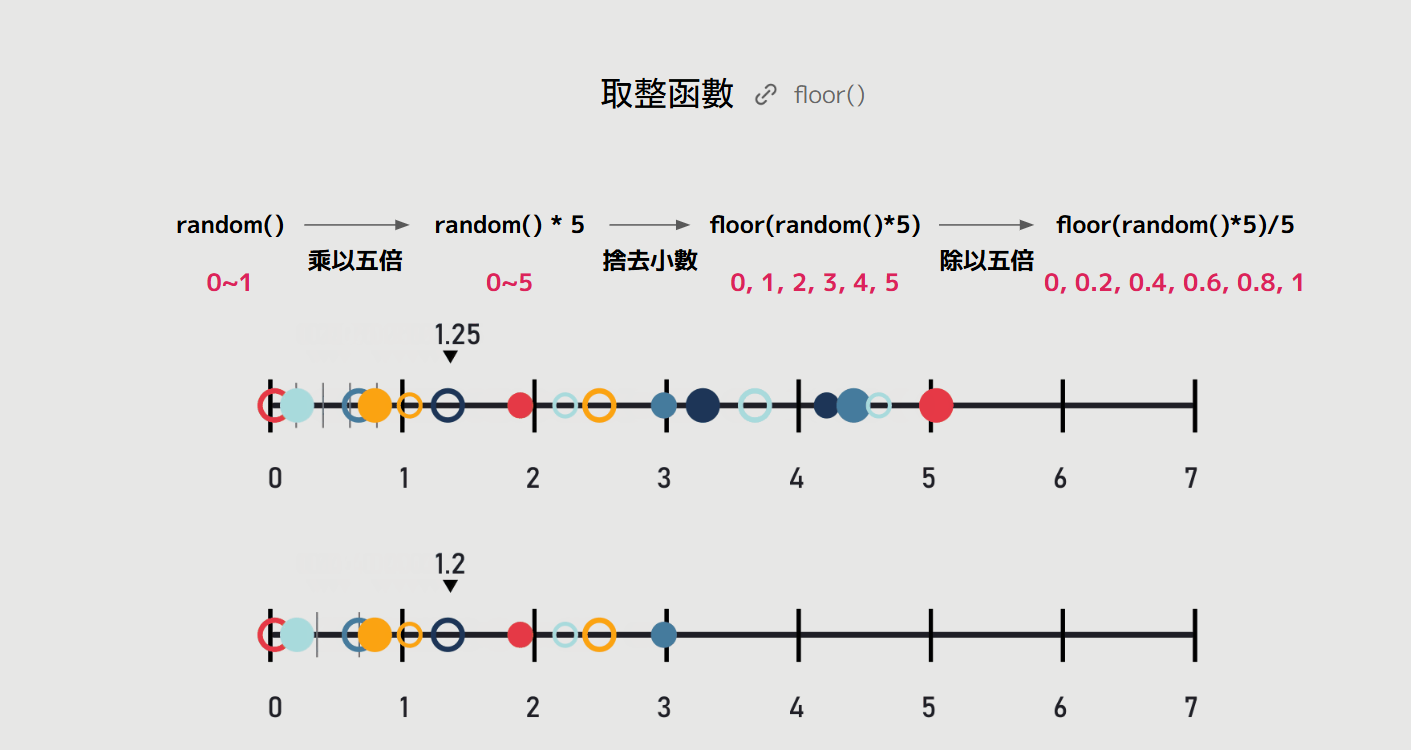 取整函數 floor()
random() random() * 5 floor(random()*5) floor(random()*5)/5
乘以五倍 捨去小數 除以五倍
0~1 0~5 0, 1, 2, 3, 4, 5 0, 0.2, 0.4, 0.6, 0.8, 1
1.25
0 1 2 3 4 5 6 7
1.2
0 1 2 3 4 5 6 7